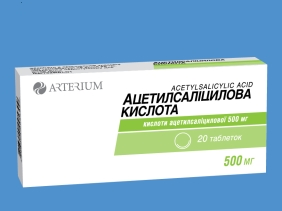 ARTERIUM
ACETYLSALICYLIC ACID
АЦЕТИЛСАЛІЦИЛОВА
КИСЛОТА
кислоти ацетилсаліцилової 500 мг
20 таблеток
500 мг